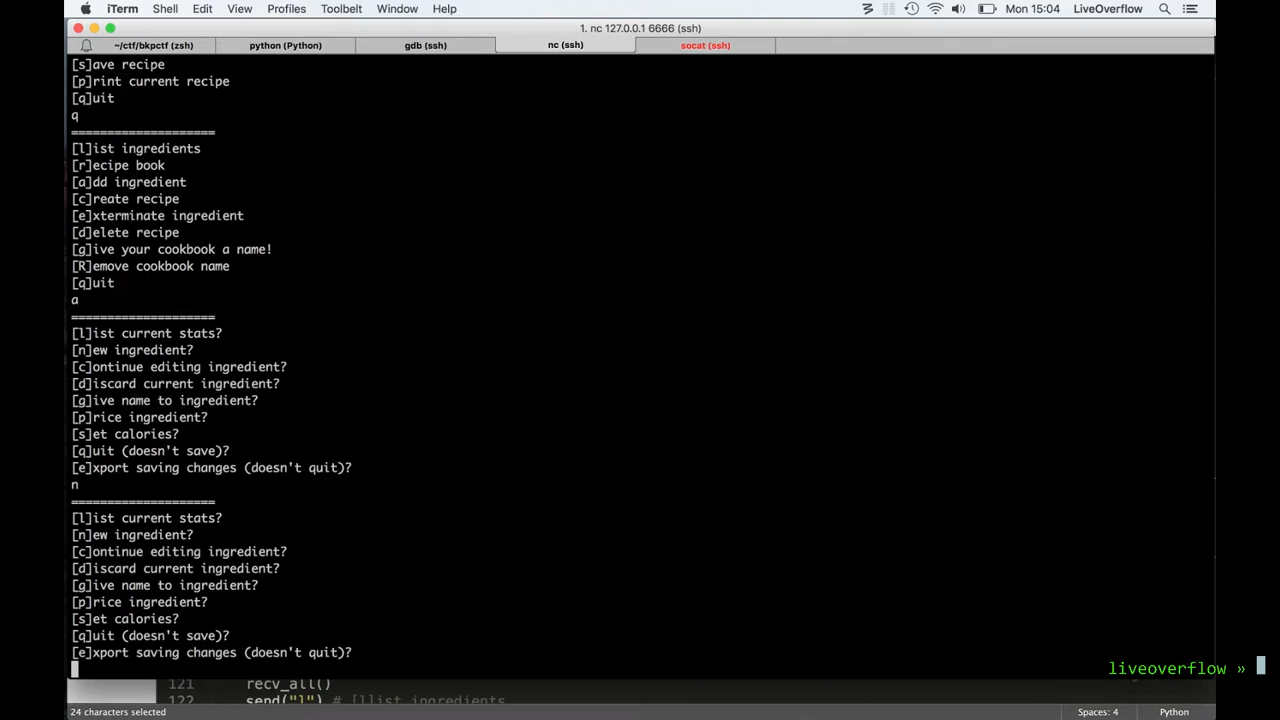 iTerm Shell Edit View Profiles Toolbelt Window Help Mon 15:04 LiveOverflow
1. nc 127.0.0.1 6666 (ssh)
~/ctf/bkpctf (zsh) python (Python) gdb (ssh) nc (ssh) socat (ssh)
[s]ave recipe
[p]rint current recipe
[q]uit
q
====================
[l]ist ingredients
[r]ecipe book
[a]dd ingredient
[c]reate recipe
[e]xterminate ingredient
[d]elete recipe
[g]ive your cookbook a name!
[R]emove cookbook name
[q]uit
a
====================
[l]ist current stats?
[n]ew ingredient?
[c]ontinue editing ingredient?
[d]iscard current ingredient?
[g]ive name to ingredient?
[p]rice ingredient?
[s]et calories?
[q]uit (doesn't save)?
[e]xport saving changes (doesn't quit)?
n
====================
[l]ist current stats?
[n]ew ingredient?
[c]ontinue editing ingredient?
[d]iscard current ingredient?
[g]ive name to ingredient?
[p]rice ingredient?
[s]et calories?
[q]uit (doesn't save)?
[e]xport saving changes (doesn't quit)?
liveoverflow »
121 recv_all()
122 send("l") # [l]ist ingredients
24 characters selected Spaces: 4 Python